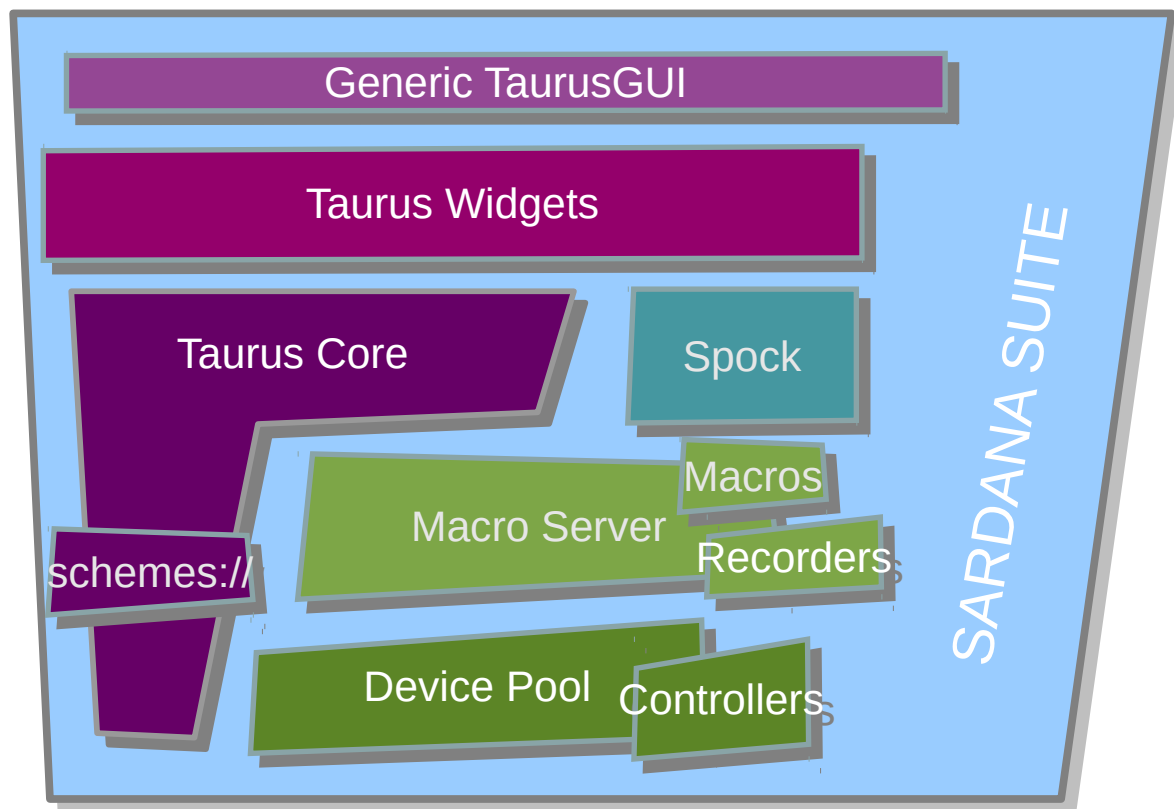 Generic TaurusGUI
Taurus Widgets
Taurus Core
Spock
Macros
Macro Server
Recorders
schemes://
Device Pool
Controllers
SARDANA SUITE